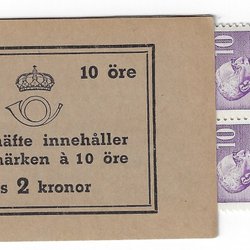 10 öre
häfte innehåller
märken à 10 öre
s 2 kronor
10
10